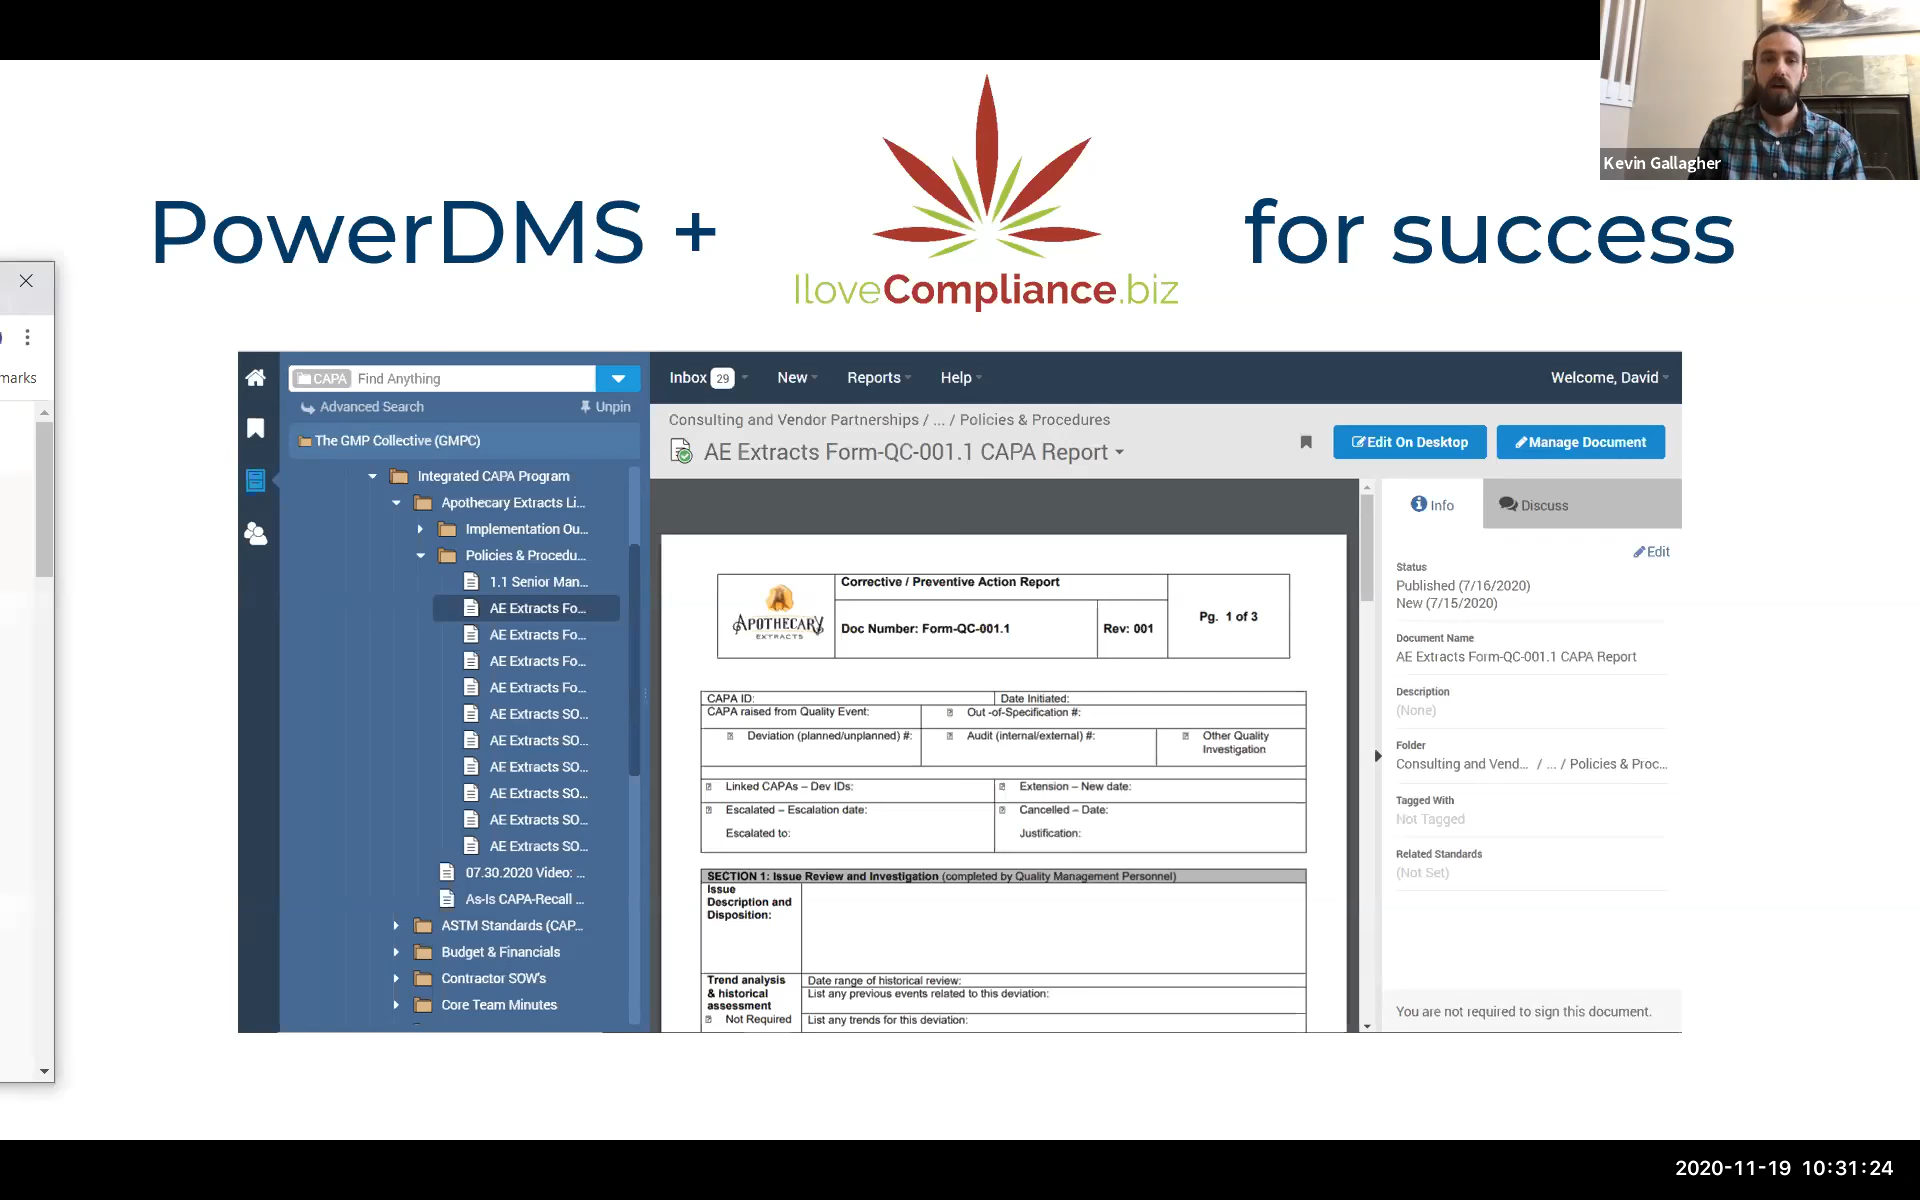 Kevin Gallagher
PowerDMS +
IloveCompliance.biz
for success
marks
CAPA Find Anything
Advanced Search
Unpin
The GMP Collective (GMPC)
Integrated CAPA Program
Apothecary Extracts Li...
Implementation Ou...
Policies & Procedu...
1.1 Senior Man...
AE Extracts Fo...
AE Extracts Fo...
AE Extracts Fo...
AE Extracts Fo...
AE Extracts SO...
AE Extracts SO...
AE Extracts SO...
AE Extracts SO...
AE Extracts SO...
AE Extracts SO...
07.30.2020 Video: ...
As-Is CAPA-Recall ...
ASTM Standards (CAP...
Budget & Financials
Contractor SOW's
Core Team Minutes
Inbox 29 New Reports Help
Welcome, David
Consulting and Vendor Partnerships / ... / Policies & Procedures
AE Extracts Form-QC-001.1 CAPA Report
Edit On Desktop
Manage Document
APOTHECARY
EXTRACTS
Corrective / Preventive Action Report
Doc Number: Form-QC-001.1
Rev: 001
Pg. 1 of 3
CAPA ID:
Date Initiated:
CAPA raised from Quality Event:
Out -of-Specification #:
Deviation (planned/unplanned) #:
Audit (internal/external) #:
Other Quality
Investigation
Linked CAPAs – Dev IDs:
Extension – New date:
Escalated – Escalation date:
Cancelled – Date:
Escalated to:
Justification:
SECTION 1: Issue Review and Investigation (completed by Quality Management Personnel)
Issue
Description and
Disposition:
Trend analysis
& historical
assessment
Not Required
Date range of historical review:
List any previous events related to this deviation:
List any trends for this deviation:
Info
Discuss
Edit
Status
Published (7/16/2020)
New (7/15/2020)
Document Name
AE Extracts Form-QC-001.1 CAPA Report
Description
(None)
Folder
Consulting and Vend... / ... / Policies & Proc...
Tagged With
Not Tagged
Related Standards
(Not Set)
You are not required to sign this document.
2020-11-19 10:31:24